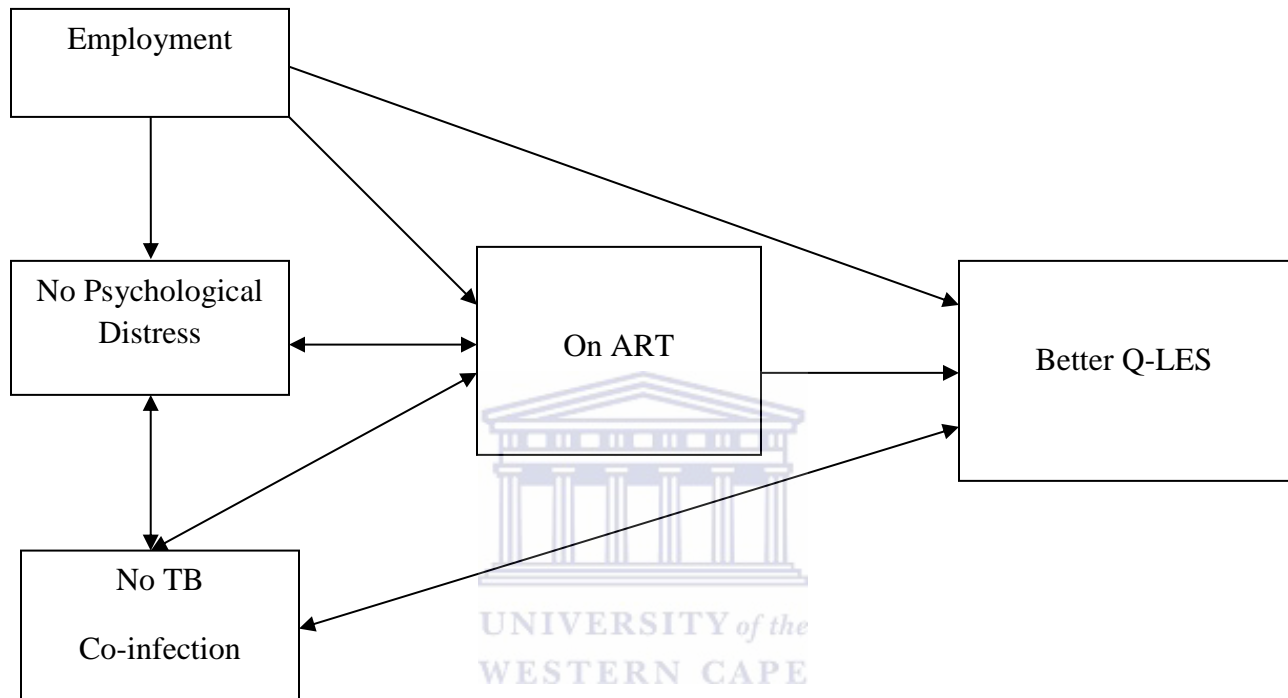 Employment
No Psychological
Distress
On ART
Better Q-LES
No TB
Co-infection
UNIVERSITY of the
WESTERN CAPE